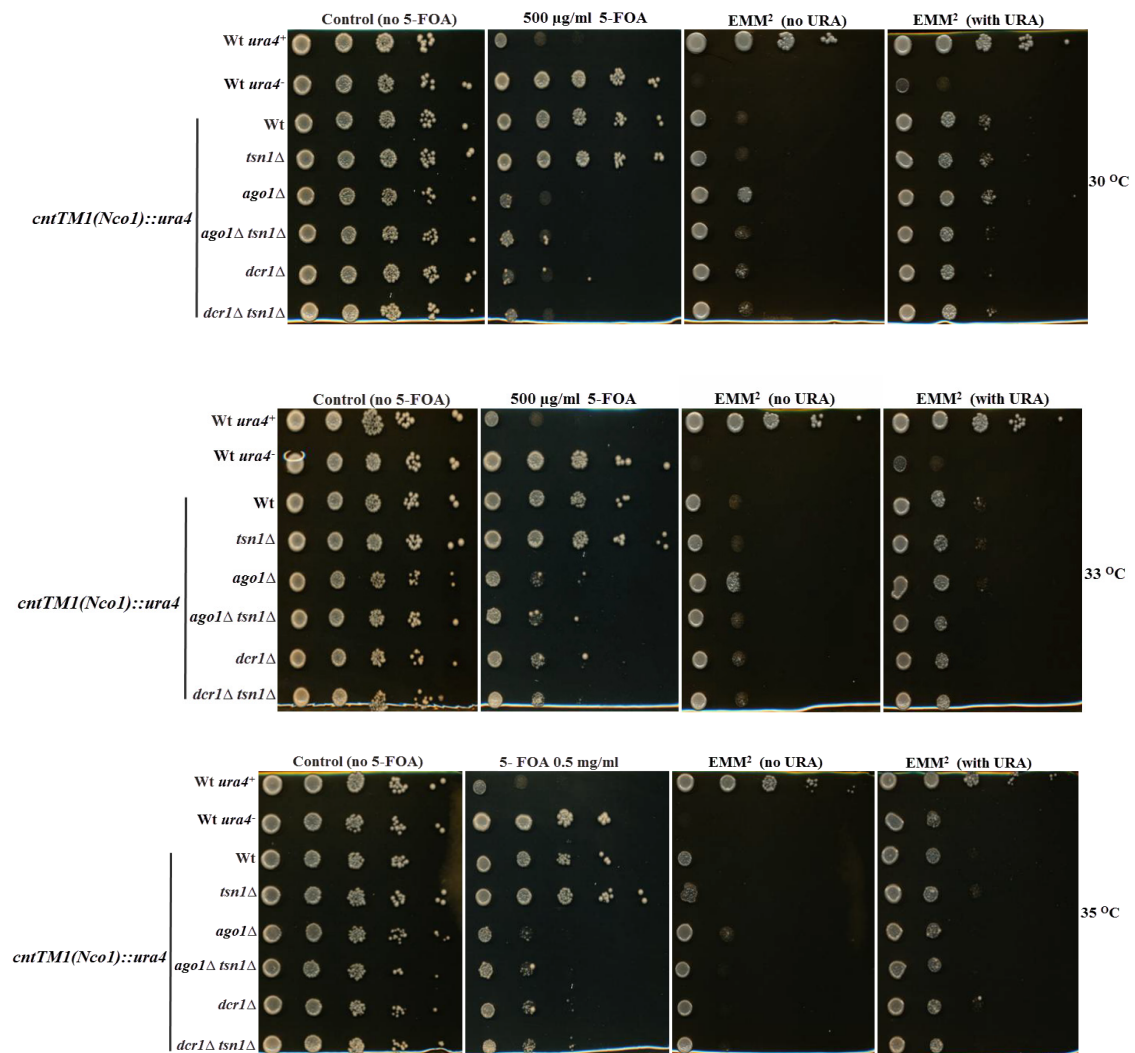 Control (no 5-FOA) 500 µg/ml 5-FOA EMM² (no URA) EMM² (with URA)
Wt ura4⁺
Wt ura4⁻
Wt
tsn1Δ
ago1Δ
30 ᴼC
cntTM1(Nco1)::ura4
ago1Δ tsn1Δ
dcr1Δ
dcr1Δ tsn1Δ
Control (no 5-FOA) 500 µg/ml 5-FOA EMM² (no URA) EMM² (with URA)
Wt ura4⁺
Wt ura4⁻
Wt
tsn1Δ
ago1Δ
33 ᴼC
cntTM1(Nco1)::ura4
ago1Δ tsn1Δ
dcr1Δ
dcr1Δ tsn1Δ
Control (no 5-FOA) 5- FOA 0.5 mg/ml EMM² (no URA) EMM² (with URA)
Wt ura4⁺
Wt ura4⁻
Wt
tsn1Δ
35 ᴼC
ago1Δ
cntTM1(Nco1)::ura4
ago1Δ tsn1Δ
dcr1Δ
dcr1Δ tsn1Δ